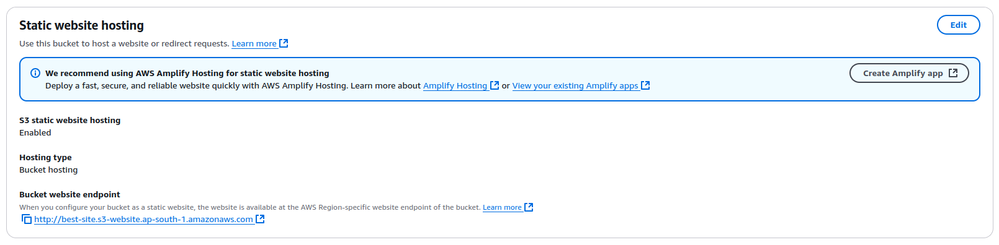 Static website hosting
Edit
Use this bucket to host a website or redirect requests. Learn more
We recommend using AWS Amplify Hosting for static website hosting
Create Amplify app
Deploy a fast, secure, and reliable website quickly with AWS Amplify Hosting. Learn more about Amplify Hosting or View your existing Amplify apps
S3 static website hosting
Enabled
Hosting type
Bucket hosting
Bucket website endpoint
When you configure your bucket as a static website, the website is available at the AWS Region-specific website endpoint of the bucket. Learn more
http://best-site.s3-website.ap-south-1.amazonaws.com